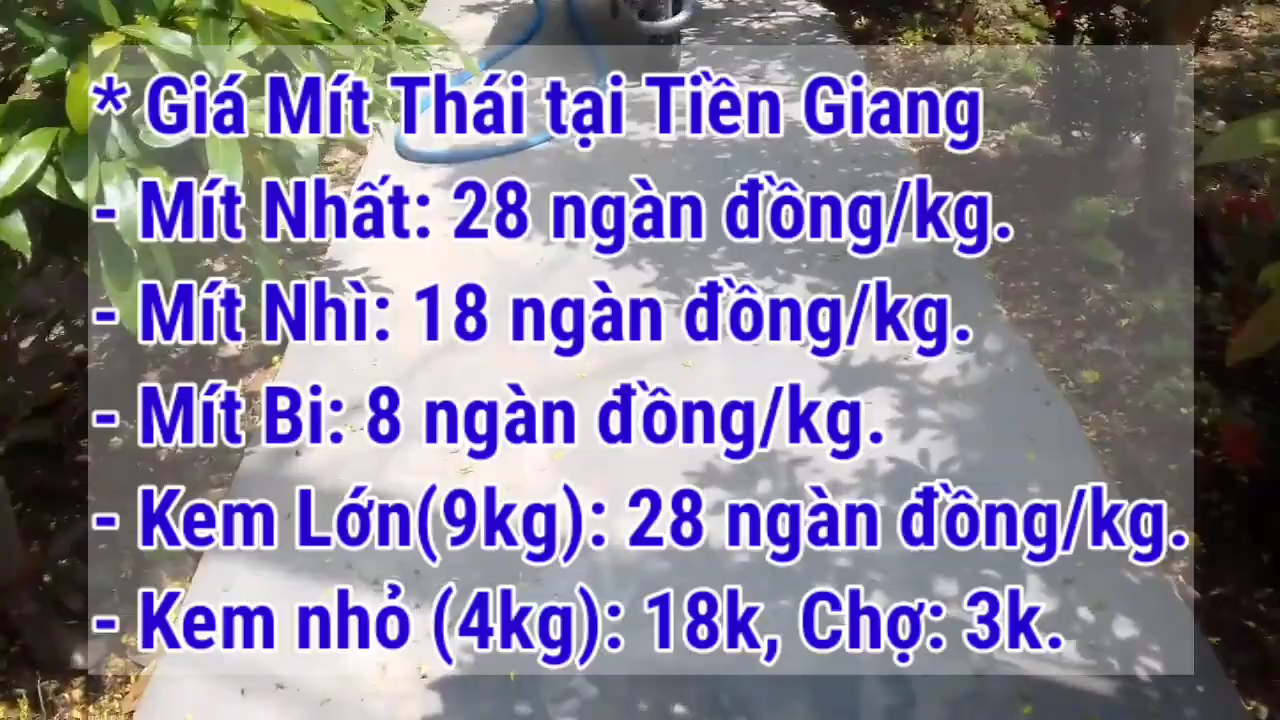 * Giá Mít Thái tại Tiền Giang
- Mít Nhất: 28 ngàn đồng/kg.
- Mít Nhì: 18 ngàn đồng/kg.
- Mít Bi: 8 ngàn đồng/kg.
- Kem Lớn(9kg): 28 ngàn đồng/kg.
- Kem nhỏ (4kg): 18k, Chợ: 3k.